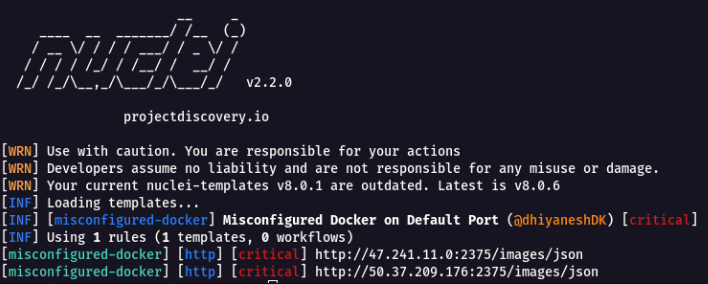 nuclei v2.2.0
projectdiscovery.io
[WRN] Use with caution. You are responsible for your actions
[WRN] Developers assume no liability and are not responsible for any misuse or damage.
[WRN] Your current nuclei-templates v8.0.1 are outdated. Latest is v8.0.6
[INF] Loading templates...
[INF] [misconfigured-docker] Misconfigured Docker on Default Port (@dhiyaneshDK) [critical]
[INF] Using 1 rules (1 templates, 0 workflows)
[misconfigured-docker] [http] [critical] http://47.241.11.0:2375/images/json
[misconfigured-docker] [http] [critical] http://50.37.209.176:2375/images/json